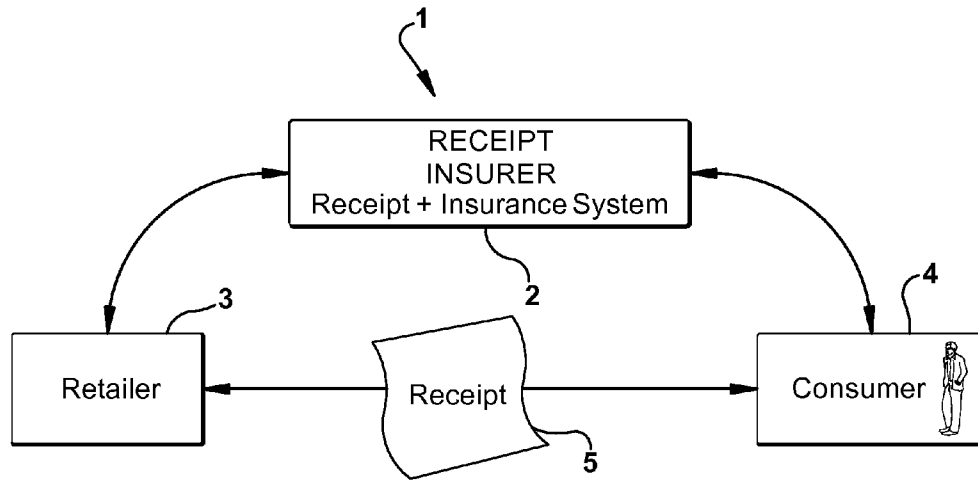 1
RECEIPT
INSURER
Receipt + Insurance System
2
3
4
Retailer
Receipt
Consumer
5